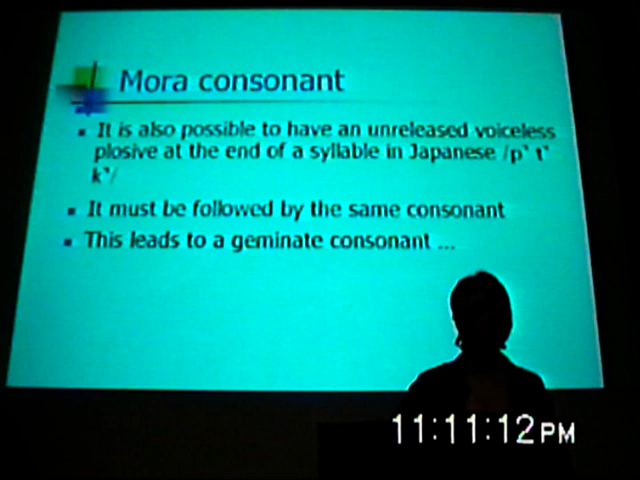 Mora consonant
It is also possible to have an unreleased voiceless
plosive at the end of a syllable in Japanese /p̚ t̚
k̚/
It must be followed by the same consonant
This leads to a geminate consonant ...
11:11:12PM